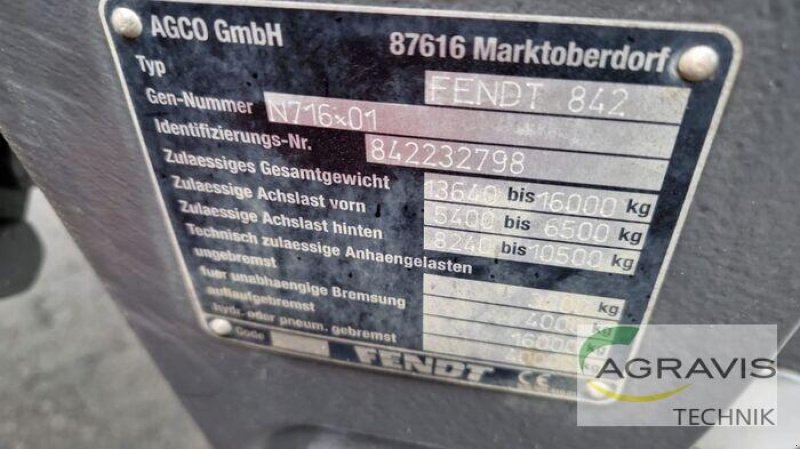 AGCO GmbH 87616 Marktoberdorf
Typ FENDT 842
Gen-Nummer N716x01
Identifizierungs-Nr. 842232798
Zulaessiges Gesamtgewicht 13640 bis 16000 kg
Zulaessige Achslast vorn 5400 bis 6500 kg
Zulaessige Achslast hinten 8240 bis 10500 kg
Technisch zulaessige Anhaengelasten
ungebremst kg
fuer unabhaengige Bremsung
auflaufgebremst
Hydr. oder pneum. gebremst
Code FENDT CE
AGRAVIS
TECHNIK